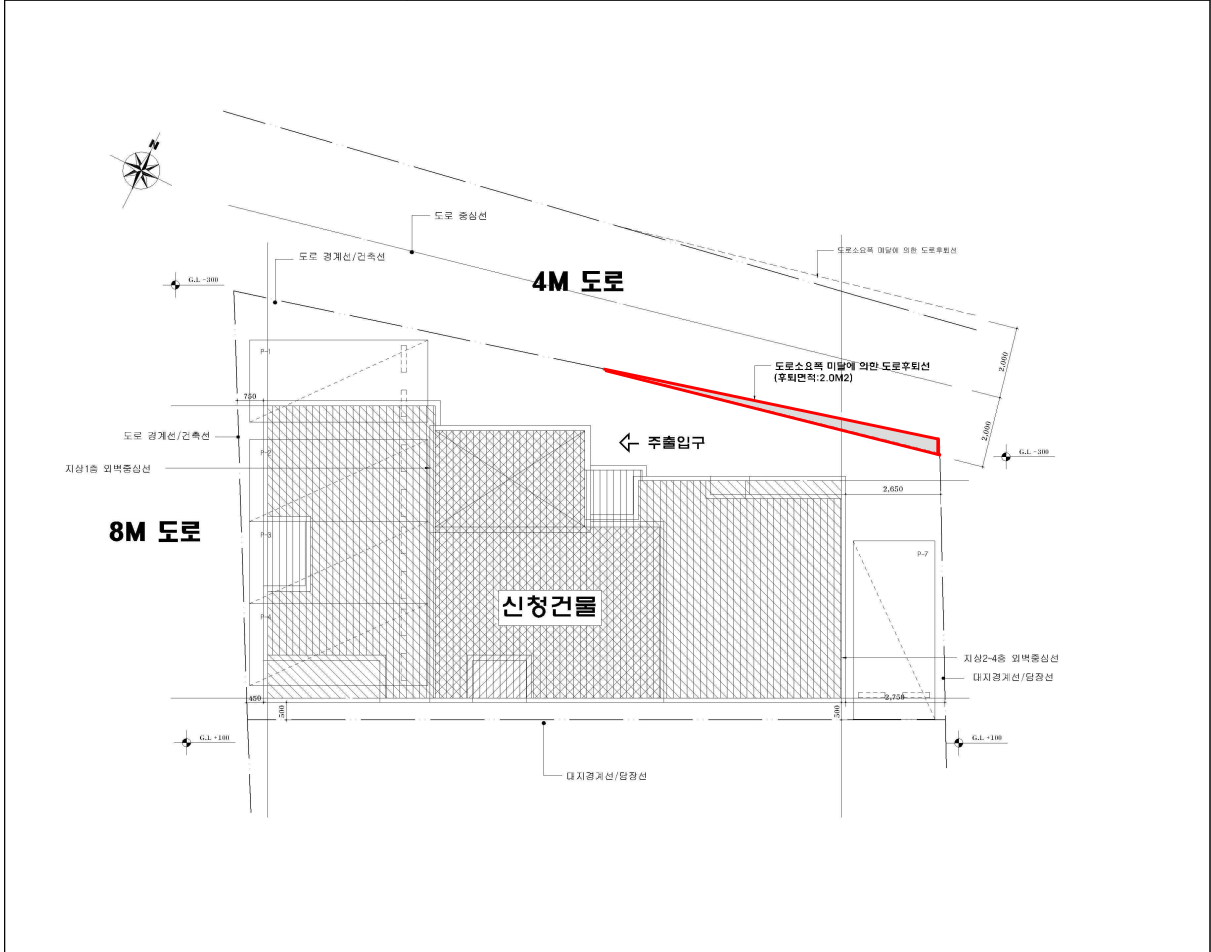 N
도로 중심선
도로소요폭 미달에 의한 도로후퇴선
도로 경계선/건축선
4M 도로
G.L -300
P-1
도로소요폭 미달에 의한 도로후퇴선
(후퇴면적:2.0M2)
2,000
2,000
750
도로 경계선/건축선
주출입구
P-2
G.L -300
지상1층 외벽중심선
2,650
8M 도로
P-3
P-7
신청건물
P-4
지상2-4층 외벽중심선
대지경계선/담장선
450
2,750
500
500
G.L +100
G.L +100
대지경계선/담장선